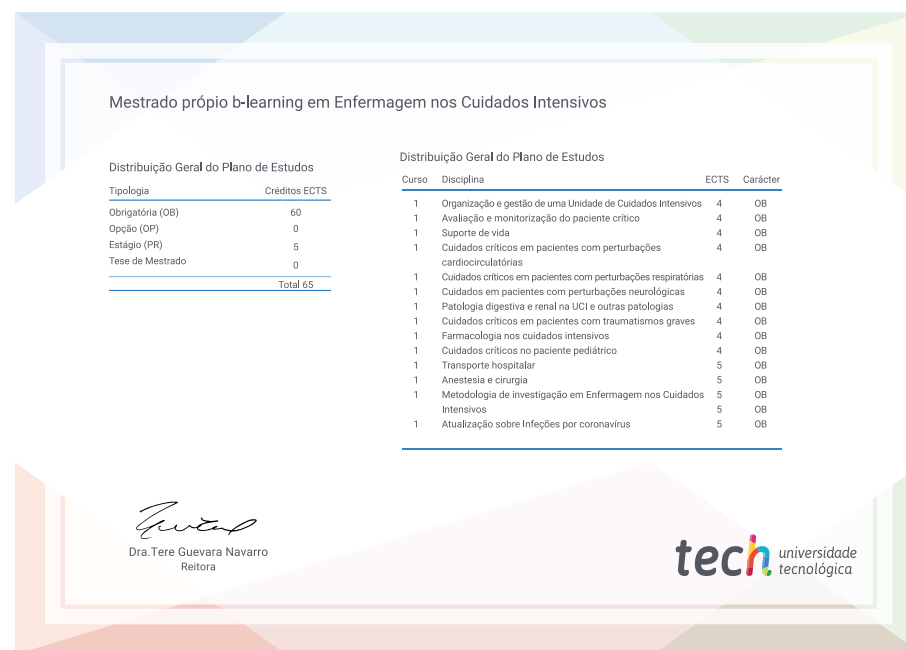 Mestrado própio b-learning em Enfermagem nos Cuidados Intensivos
Distribuição Geral do Plano de Estudos
Tipologia Créditos ECTS
Obrigatória (OB) 60
Opção (OP) 0
Estágio (PR) 5
Tese de Mestrado 0
Total 65
Distribuição Geral do Plano de Estudos
Curso Disciplina ECTS Carácter
1 Organização e gestão de uma Unidade de Cuidados Intensivos 4 OB
1 Avaliação e monitorização do paciente crítico 4 OB
1 Suporte de vida 4 OB
1 Cuidados críticos em pacientes com perturbações 4 OB
cardiocirculatórias
1 Cuidados críticos em pacientes com perturbações respiratórias 4 OB
1 Cuidados em pacientes com perturbações neurológicas 4 OB
1 Patologia digestiva e renal na UCI e outras patologias 4 OB
1 Cuidados críticos em pacientes com traumatismos graves 4 OB
1 Farmacologia nos cuidados intensivos 4 OB
1 Cuidados críticos no paciente pediátrico 4 OB
1 Transporte hospitalar 5 OB
1 Anestesia e cirurgia 5 OB
1 Metodologia de investigação em Enfermagem nos Cuidados 5 OB
Intensivos 5 OB
1 Atualização sobre Infeções por coronavírus 5 OB
Dra.Tere Guevara Navarro
Reitora
tech universidade
tecnológica